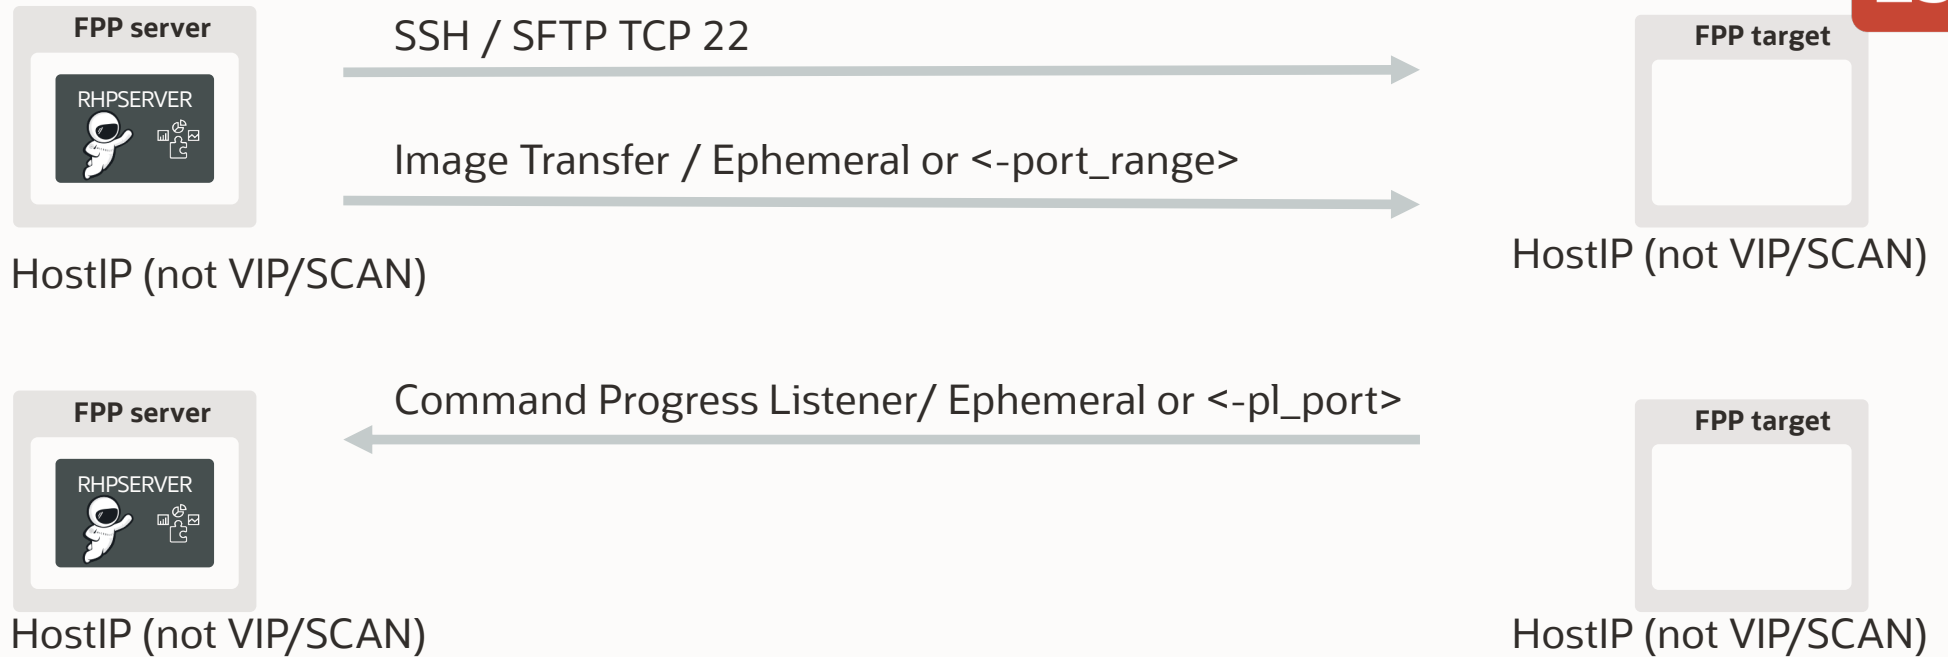 FPP server
SSH / SFTP TCP 22
FPP target
RHPSERVER
Image Transfer / Ephemeral or <-port_range>
HostIP (not VIP/SCAN)
HostIP (not VIP/SCAN)
Command Progress Listener/ Ephemeral or <-pl_port>
FPP server
FPP target
RHPSERVER
HostIP (not VIP/SCAN)
HostIP (not VIP/SCAN)